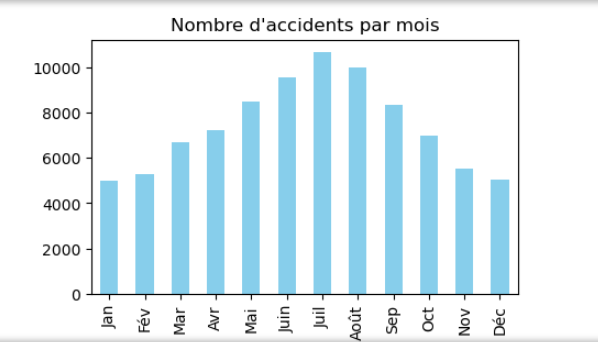 Nombre d'accidents par mois
10000
8000
6000
4000
2000
0
Jan
Fév
Mar
Avr
Mai
Juin
Juil
Août
Sep
Oct
Nov
Déc